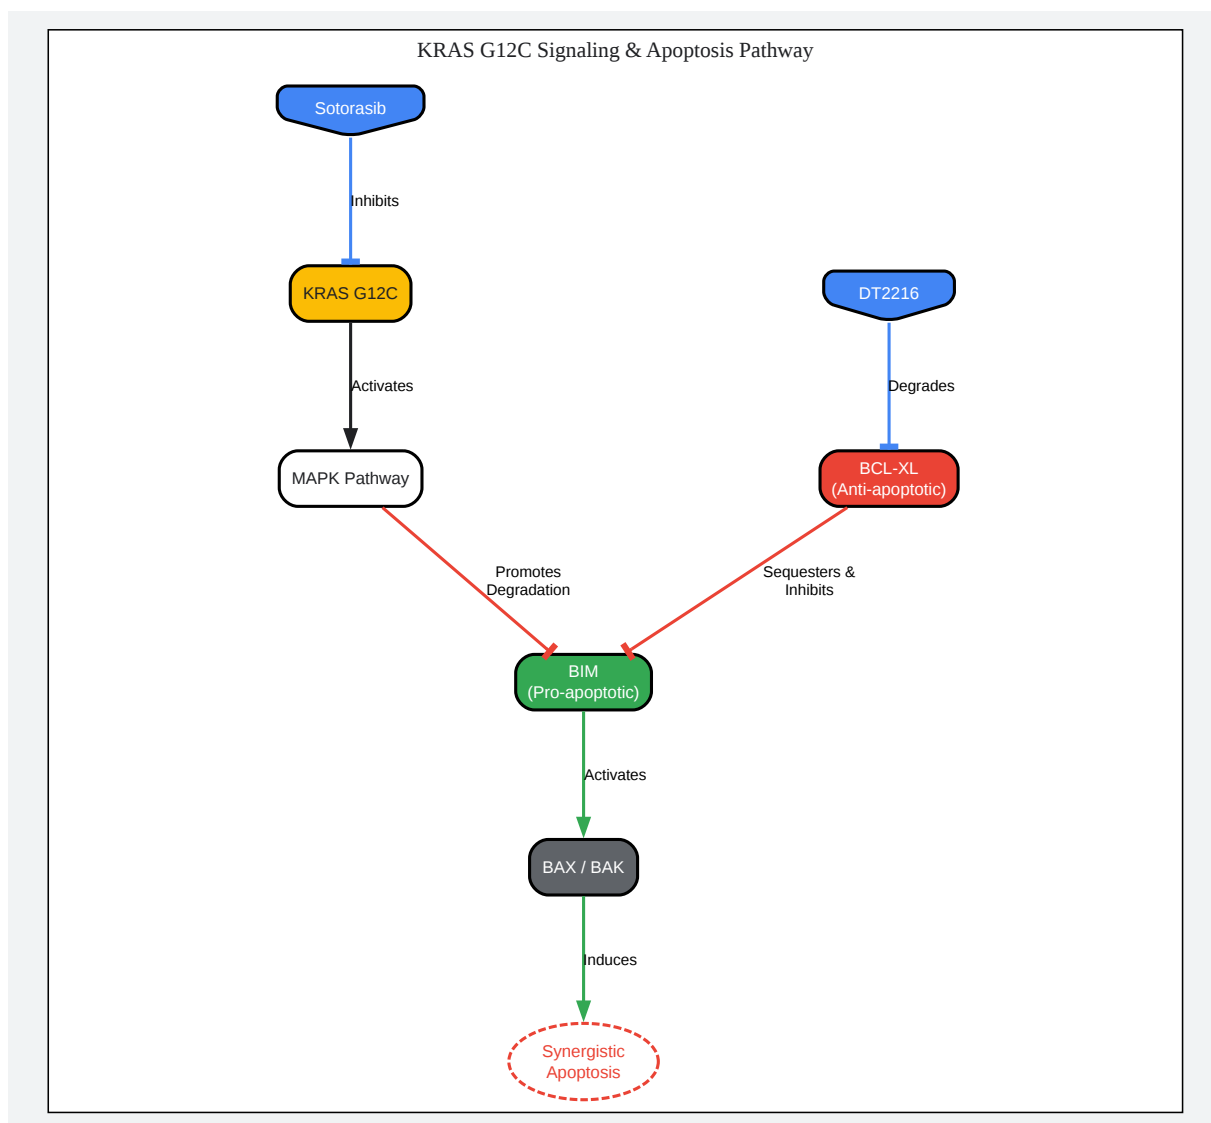 KRAS G12C Signaling & Apoptosis Pathway
Sotorasib
Inhibits
KRAS G12C
DT2216
Activates
Degrades
MAPK Pathway
BCL-XL
(Anti-apoptotic)
Promotes
Degradation
Sequesters &
Inhibits
BIM
(Pro-apoptotic)
Activates
BAX / BAK
Induces
Synergistic
Apoptosis